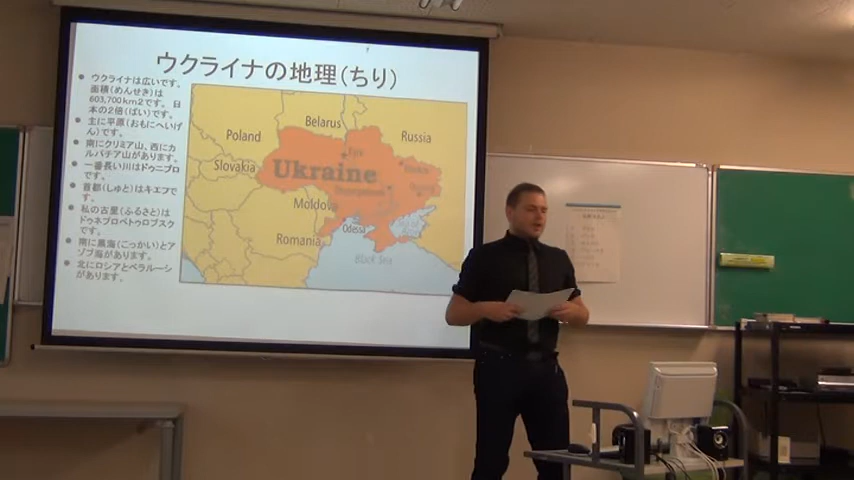 ウクライナの地理(ちり)
● ウクライナは広いです。
面積(めんせき)は
603,700km2です。日
本の2倍(ばい)です。
● 主に平原(おもにへいげ
ん)です。
● 南にクリミア山、西にカ
ルパチア山があります。
● 一番長い川はドゥニプロ
です。
● 首都(しゅと)はキエフで
す。
● 私の古里(ふるさと)は
ドゥネプロペトゥロブスク
です。
● 南に黒海(こっかい)とア
ゾブ海があります。
● 北にロシアとベラルーシ
があります。
Belarus
Poland
Russia
Kyiv
Slovakia
Ukraine
Moldova
Odessa
Romania
Black Sea